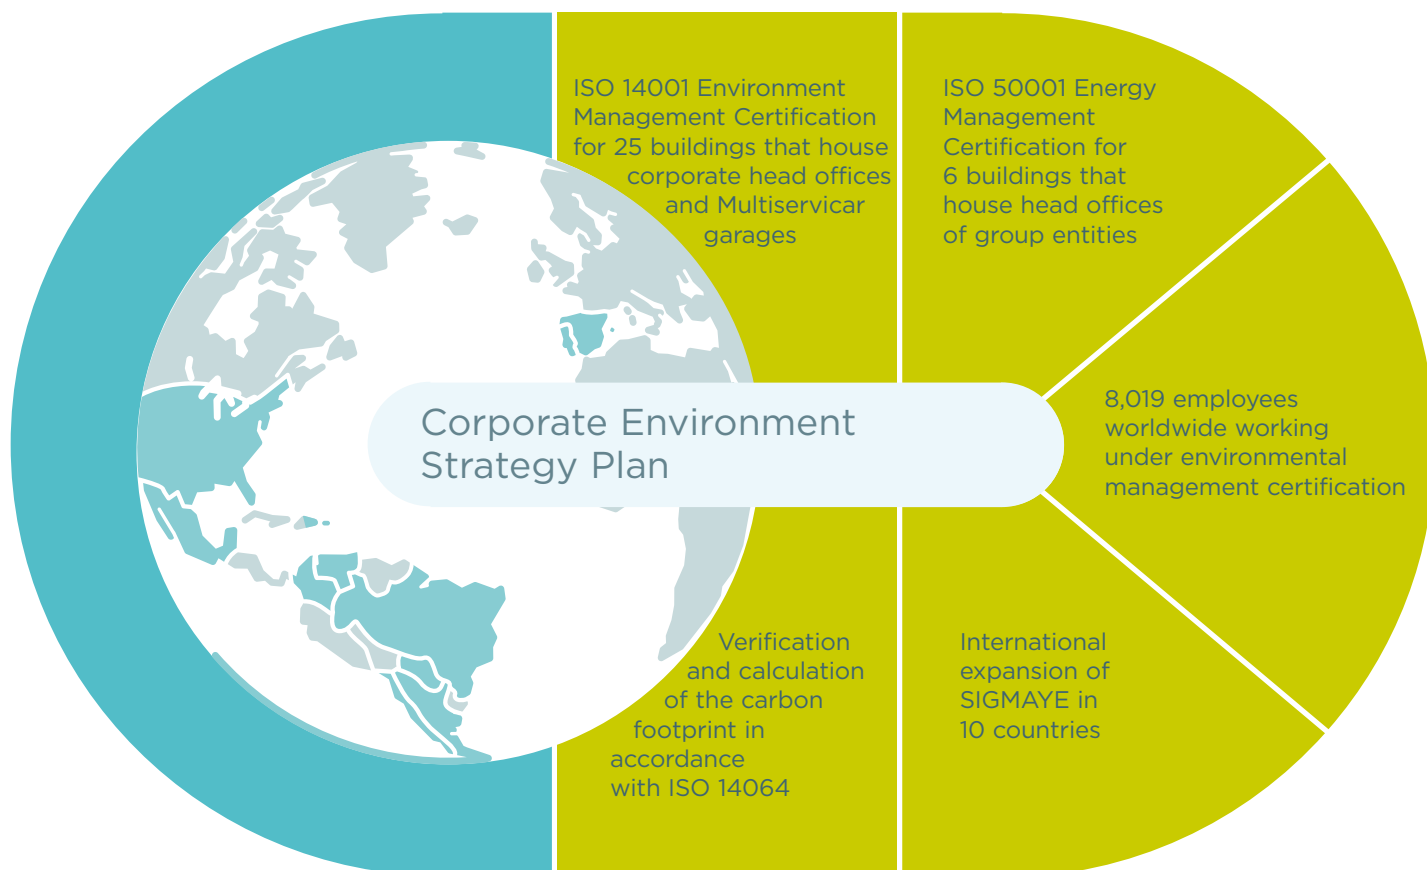 ISO 14001 Environment
Management Certification
for 25 buildings that house
corporate head offices
and Multiservicar
garages
ISO 50001 Energy
Management
Certification for
6 buildings that
house head offices
of group entities
Corporate Environment
Strategy Plan
8,019 employees
worldwide working
under environmental
management certification
Verification
and calculation
of the carbon
footprint in
accordance
with ISO 14064
International
expansion of
SIGMAYE in
10 countries